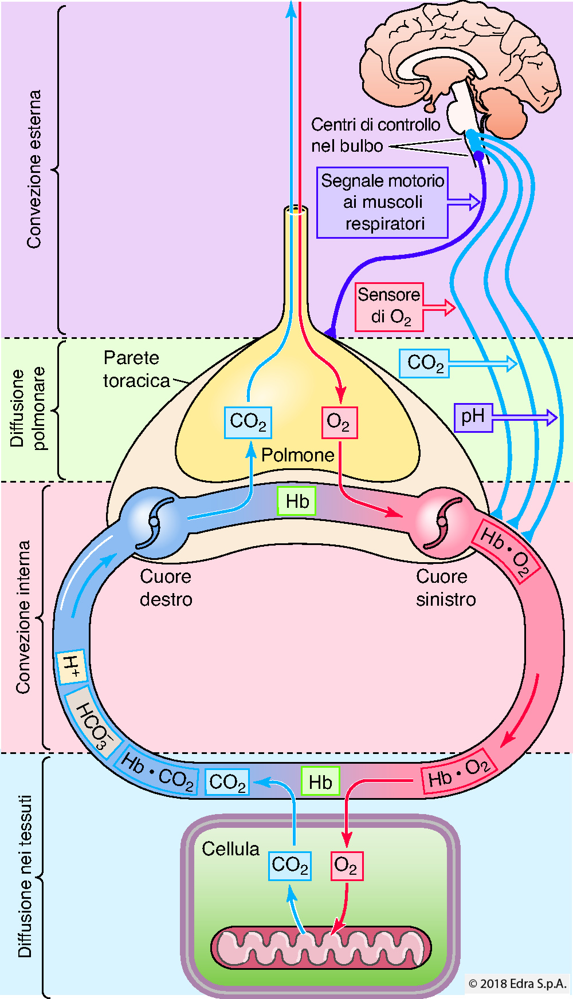 Convezione esterna
Centri di controllo
nel bulbo
Segnale motorio
ai muscoli
respiratori
Sensore
di O2
Diffusione
polmonare
Parete
toracica
CO2
pH
CO2
O2
Polmone
Convezione interna
Hb
Hb • O2
Cuore
destro
Cuore
sinistro
H+
HCO3−
Hb • CO2
CO2
Hb
Hb • O2
Diffusione nei tessuti
Cellula
CO2
O2
© 2018 Edra S.p.A.